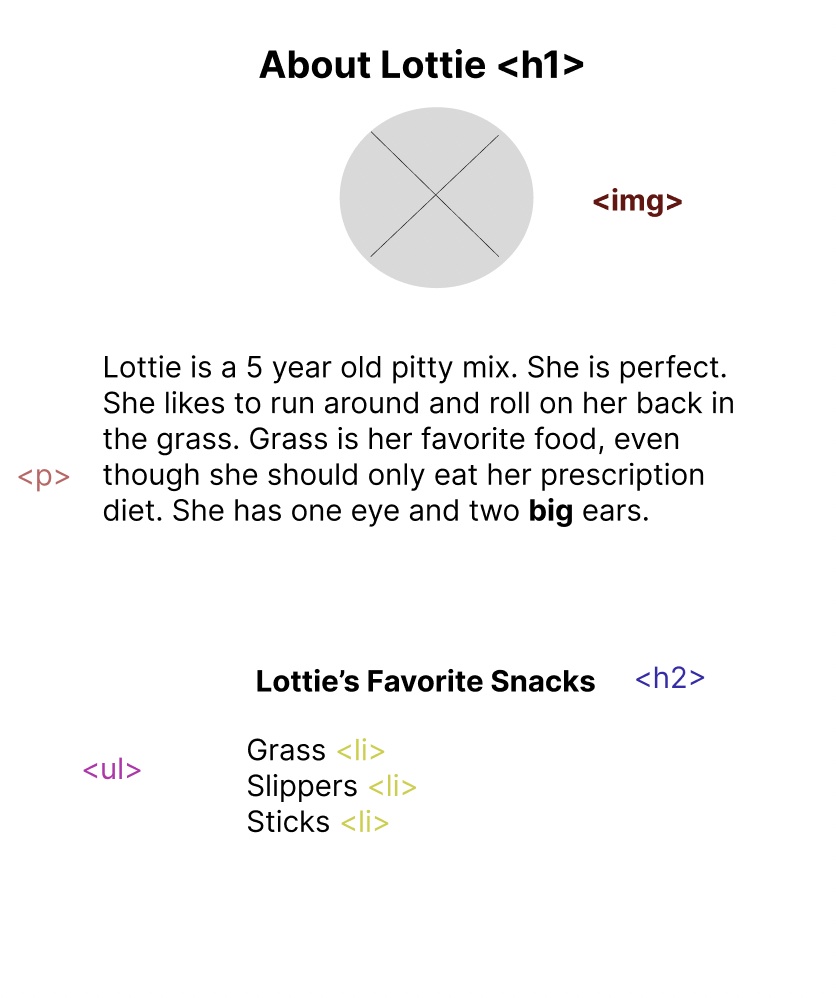 About Lottie <h1>
<img>
Lottie is a 5 year old pitty mix. She is perfect.
She likes to run around and roll on her back in
the grass. Grass is her favorite food, even
<p> though she should only eat her prescription
diet. She has one eye and two big ears.
Lottie’s Favorite Snacks <h2>
Grass <li>
<ul>
Slippers <li>
Sticks <li>